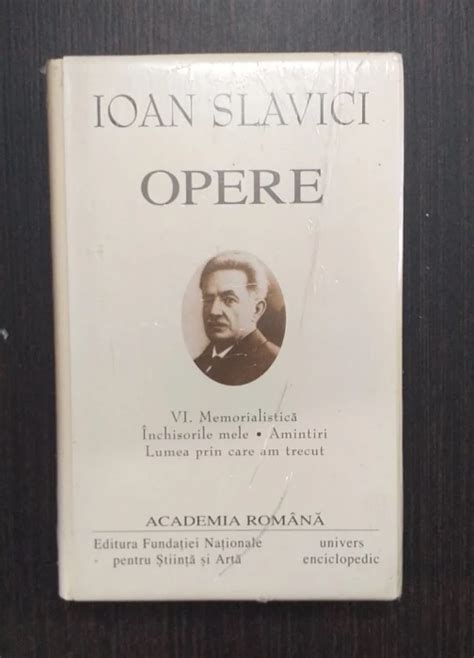 IOAN SLAVICI
OPERE
VI. Memorialistică
Închisorile mele • Amintiri
Lumea prin care am trecut
ACADEMIA ROMÂNĂ
Editura Fundației Naționale
pentru Știință și Artă
univers
enciclopedic